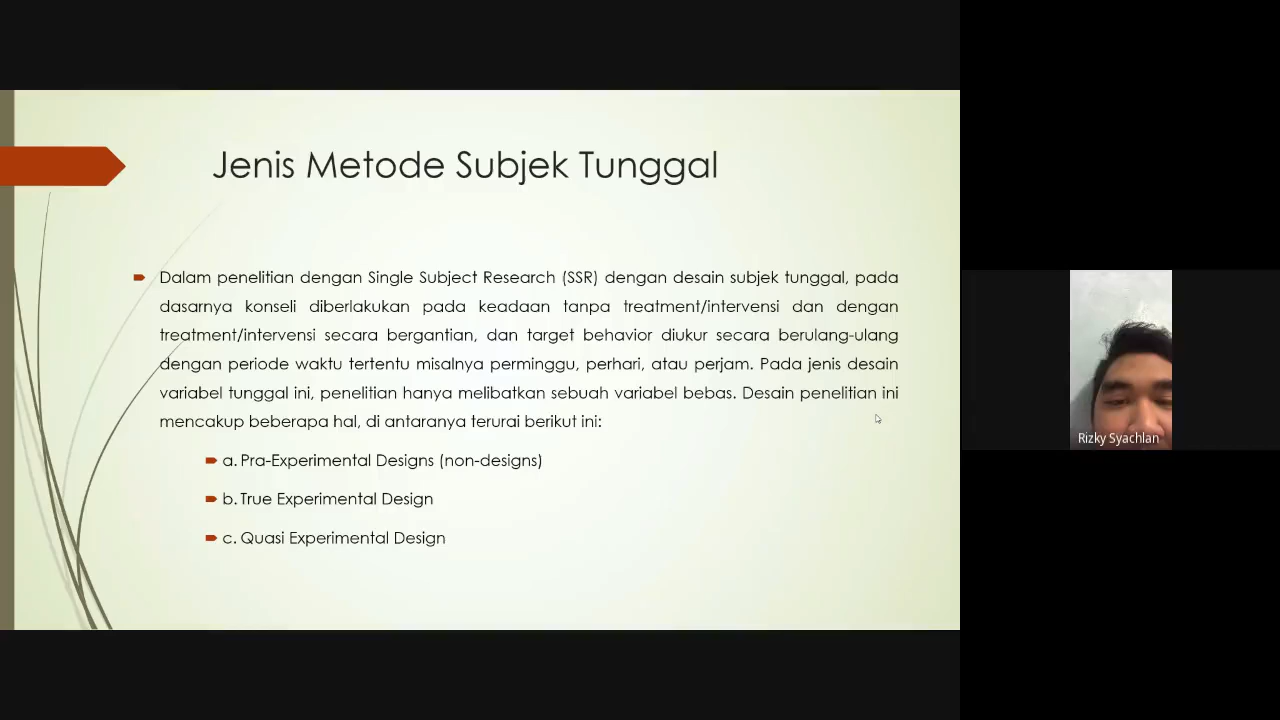 Jenis Metode Subjek Tunggal
Dalam penelitian dengan Single Subject Research (SSR) dengan desain subjek tunggal, pada
dasarnya konseli diberlakukan pada keadaan tanpa treatment/intervensi dan dengan
treatment/intervensi secara bergantian, dan target behavior diukur secara berulang-ulang
dengan periode waktu tertentu misalnya perminggu, perhari, atau perjam. Pada jenis desain
variabel tunggal ini, penelitian hanya melibatkan sebuah variabel bebas. Desain penelitian ini
mencakup beberapa hal, di antaranya terurai berikut ini:
a. Pra-Experimental Designs (non-designs)
b. True Experimental Design
c. Quasi Experimental Design
Rizky Syachlan